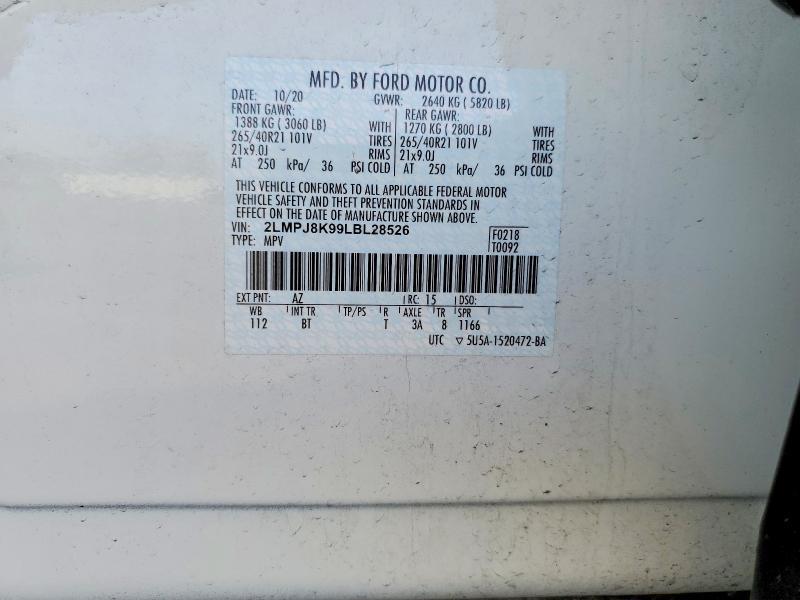 MFD. BY FORD MOTOR CO.
DATE: 10/20 GVWR: 2640 KG ( 5820 LB)
FRONT GAWR: REAR GAWR:
1388 KG ( 3060 LB) WITH 1270 KG ( 2800 LB) WITH
265/40R21 101V TIRES 265/40R21 101V TIRES
21x9.0J RIMS 21x9.0J RIMS
AT 250 kPa/ 36 PSI COLD AT 250 kPa/ 36 PSI COLD
THIS VEHICLE CONFORMS TO ALL APPLICABLE FEDERAL MOTOR
VEHICLE SAFETY AND THEFT PREVENTION STANDARDS IN
EFFECT ON THE DATE OF MANUFACTURE SHOWN ABOVE.
VIN: 2LMPJ8K99LBL28526 F0218
TYPE: MPV T0092
EXT PNT: AZ RC: 15 DSO:
WB INT TR TP/PS R AXLE TR SPR
112 BT T 3A 8 1166
UTC ▽ 5U5A-1520472-BA